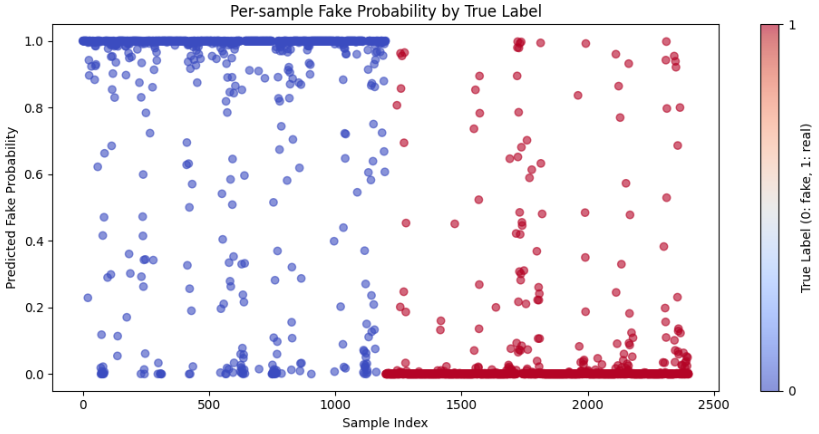 Per-sample Fake Probability by True Label
Predicted Fake Probability
1.0
0.8
0.6
0.4
0.2
0.0
0 500 1000 1500 2000 2500
Sample Index
1
0
True Label (0: fake, 1: real)